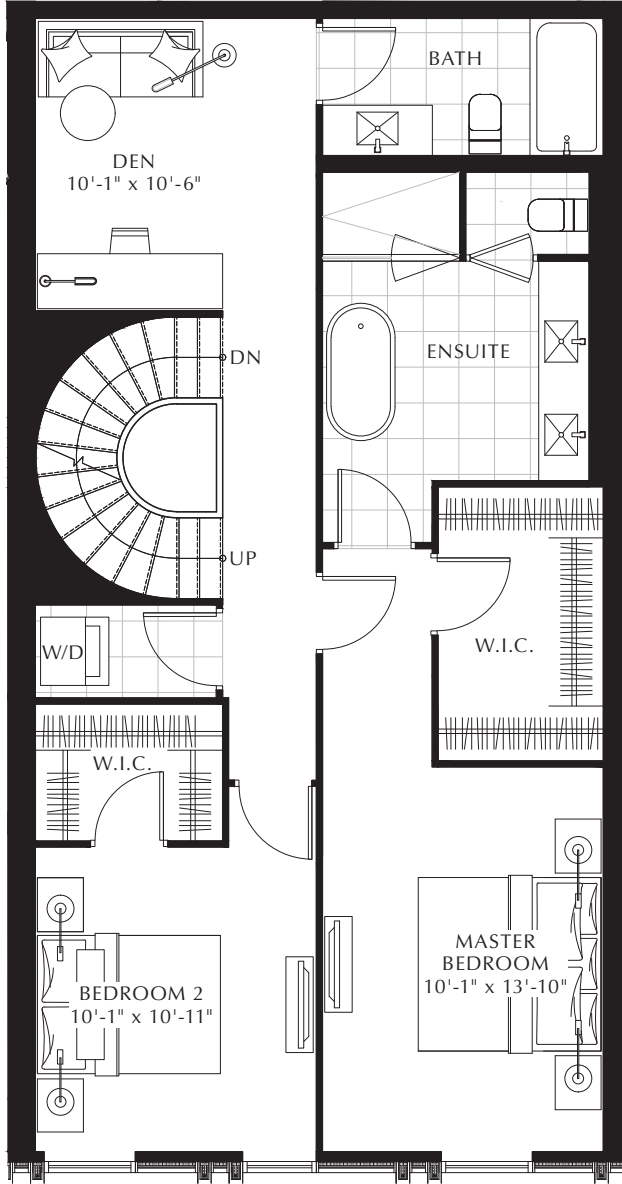 BATH
DEN
10'-1" x 10'-6"
DN
ENSUITE
UP
W/D
W.I.C.
W.I.C.
MASTER
BEDROOM
10'-1" x 13'-10"
BEDROOM 2
10'-1" x 10'-11"